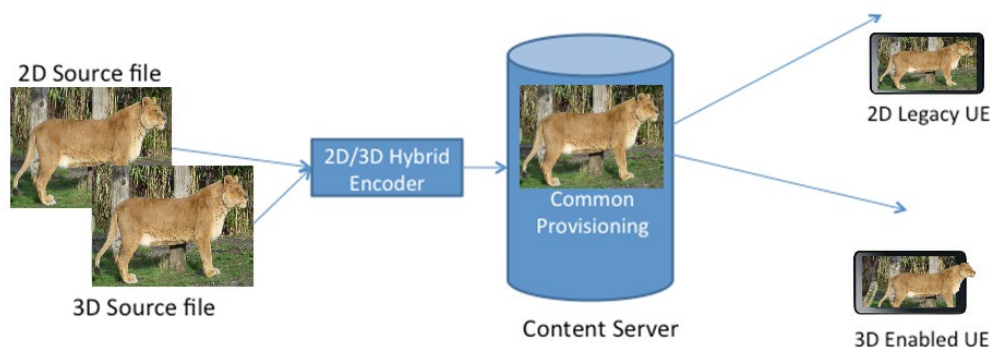 2D Source file
3D Source file
2D/3D Hybrid
Encoder
Common
Provisioning
Content Server
2D Legacy UE
3D Enabled UE